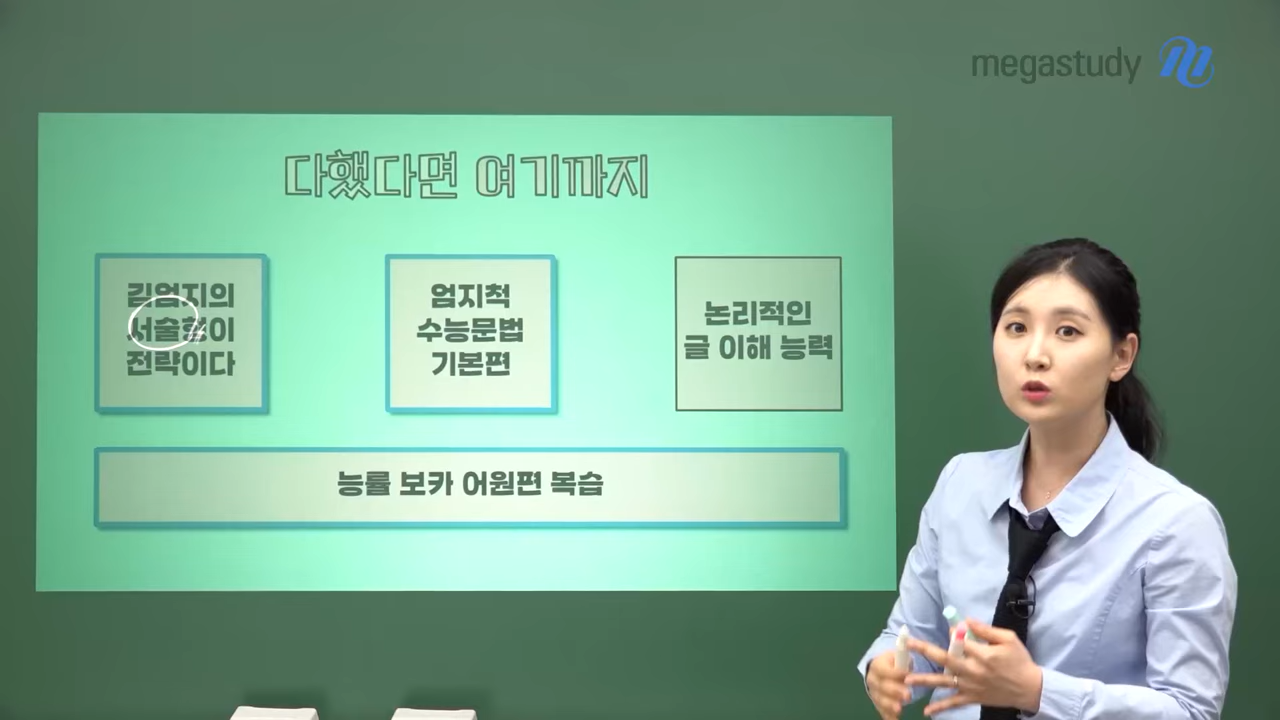 megastudy
다했다면 여기까지
김엄지의
서술형이
전략이다
엄지척
수능문법
기본편
논리적인
글 이해 능력
능률 보카 어원편 복습